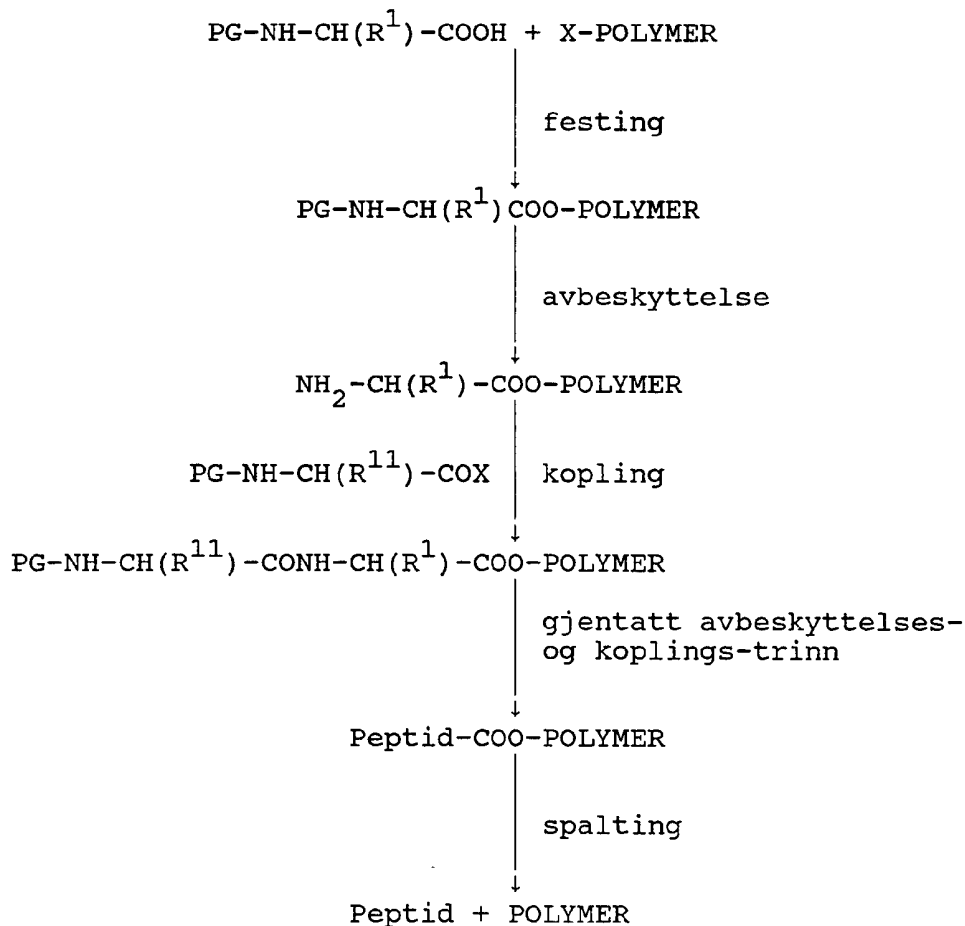 PG-NH-CH(R¹)-COOH + X-POLYMER
festing
PG-NH-CH(R¹)COO-POLYMER
avbeskyttelse
NH₂-CH(R¹)-COO-POLYMER
PG-NH-CH(R¹¹)-COX
kopling
PG-NH-CH(R¹¹)-CONH-CH(R¹)-COO-POLYMER
gjentatt avbeskyttelses-
og koplings-trinn
Peptid-COO-POLYMER
spalting
Peptid + POLYMER